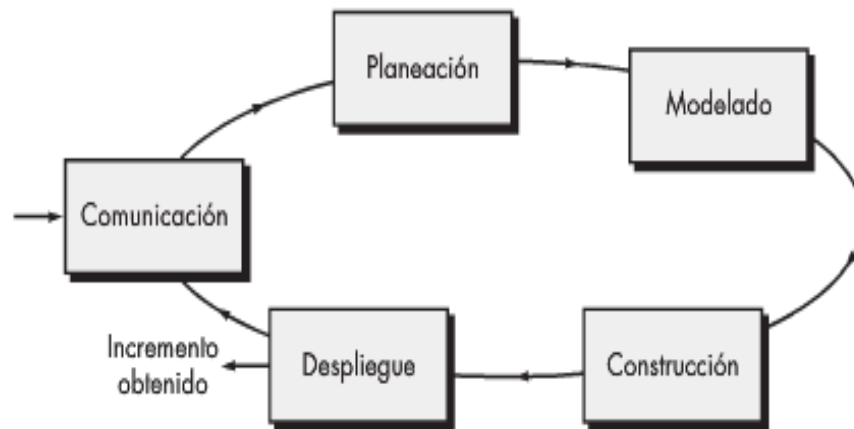 Planeación
Modelado
Comunicación
Incremento
obtenido
Despliegue
Construcción